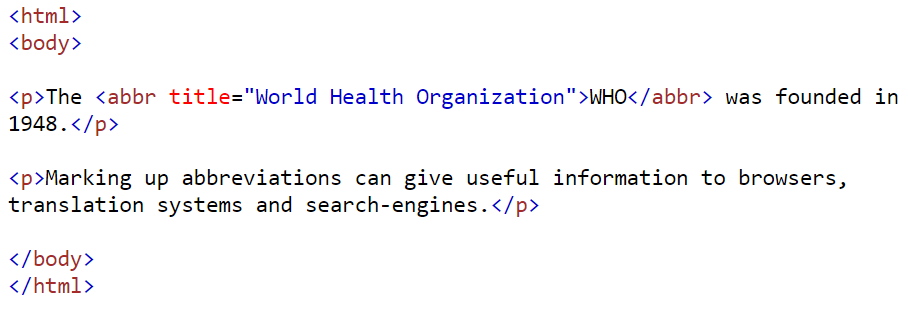 <html>
<body>
<p>The <abbr title="World Health Organization">WHO</abbr> was founded in
1948.</p>
<p>Marking up abbreviations can give useful information to browsers,
translation systems and search-engines.</p>
</body>
</html>